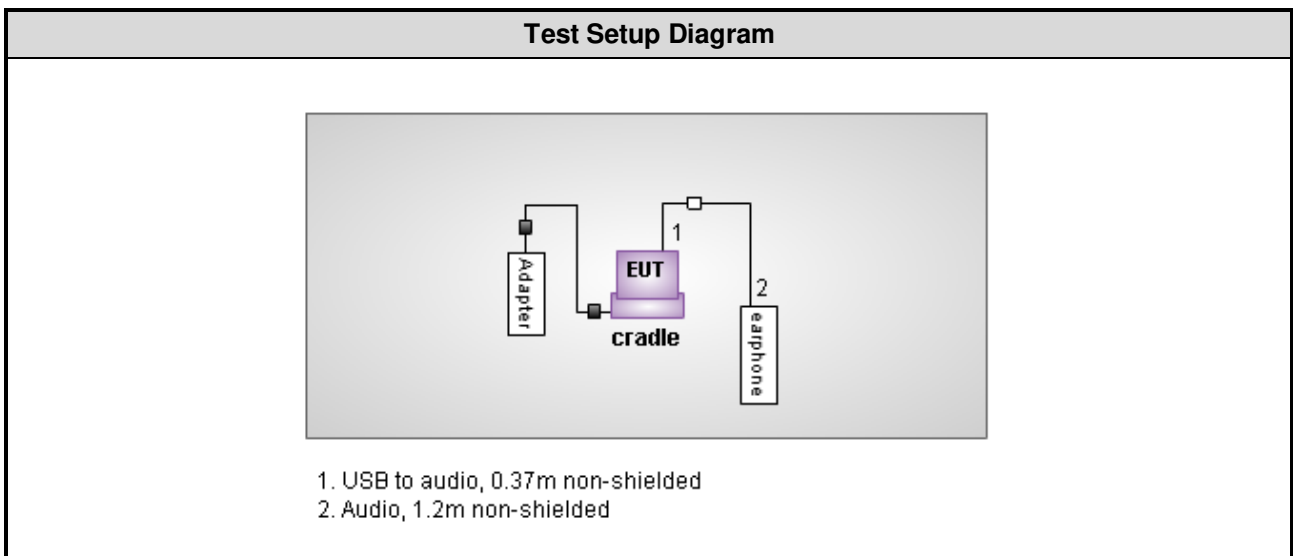 Test Setup Diagram
1
EUT
Adapter
2
cradle
earphone
1. USB to audio, 0.37m non-shielded
2. Audio, 1.2m non-shielded